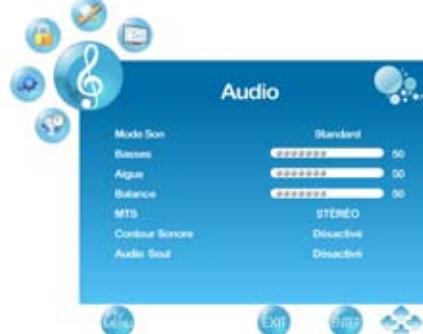 Audio
Mode Son Standard
Basses ####### 50
Aigue ####### 50
Balance ####### 50
MTS STÉRÉO
Contour Sonore Désactivé
Audio Seul Désactivé
MENU EXIT ENTER